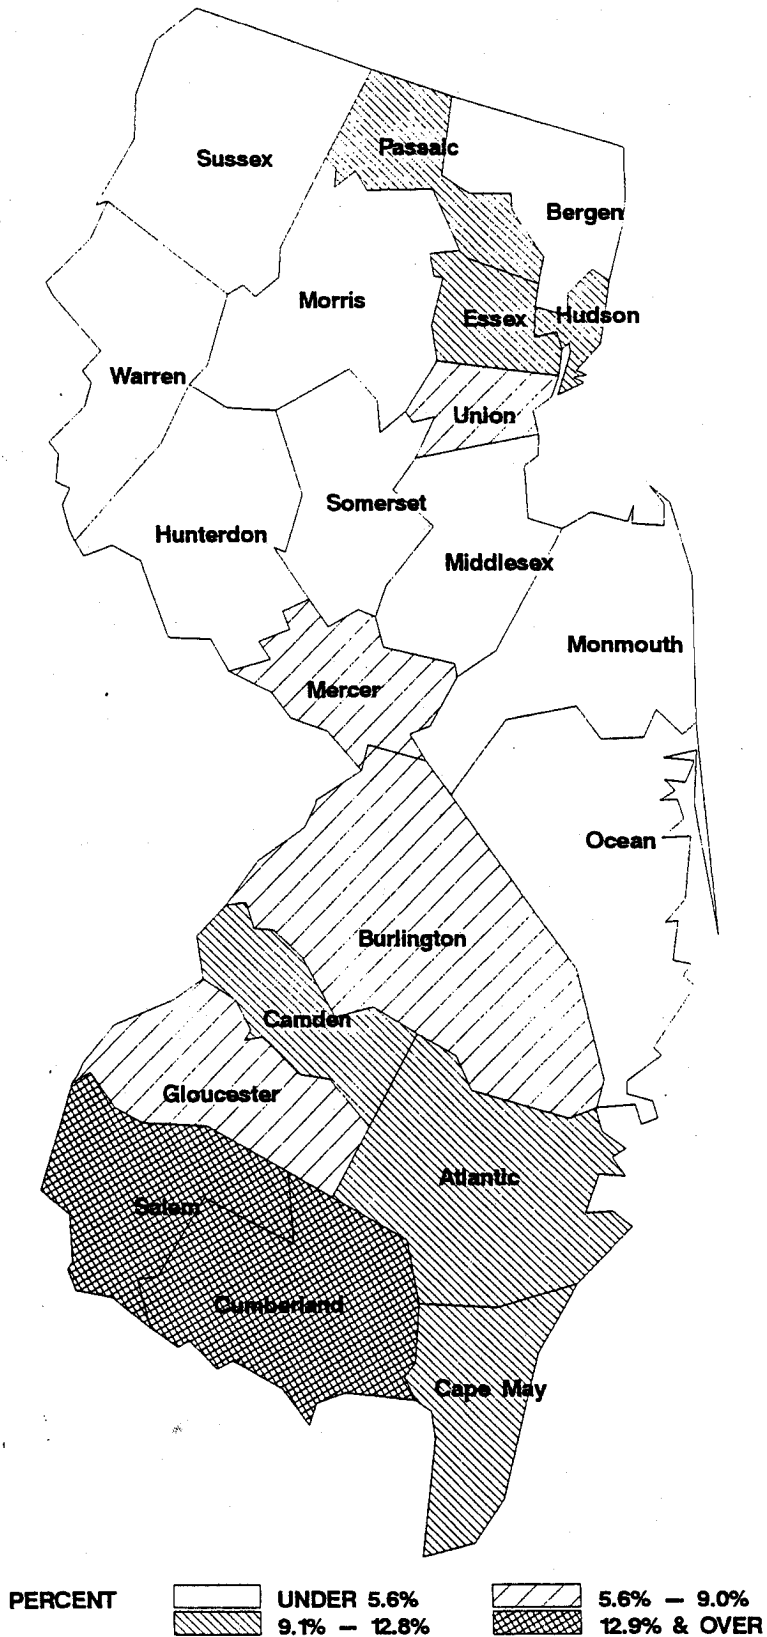 Passaic
Sussex
Bergen
Morris
Essex
Hudson
Warren
Union
Somerset
Hunterdon
Middlesex
Monmouth
Mercer
Ocean
Burlington
Camden
Gloucester
Atlantic
Salem
Cumberland
Cape May
PERCENT
UNDER 5.6%
5.6% — 9.0%
9.1% — 12.8%
12.9% & OVER